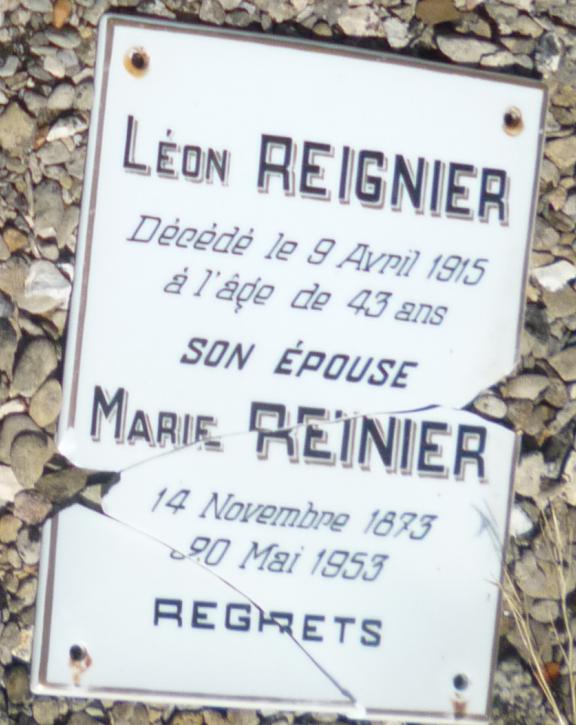 LÉON REIGNIER
Décédé le 9 Avril 1915
à l'âge de 43 ans
SON ÉPOUSE
MARIE REINIER
14 Novembre 1873
Mai 1953
REGRETS